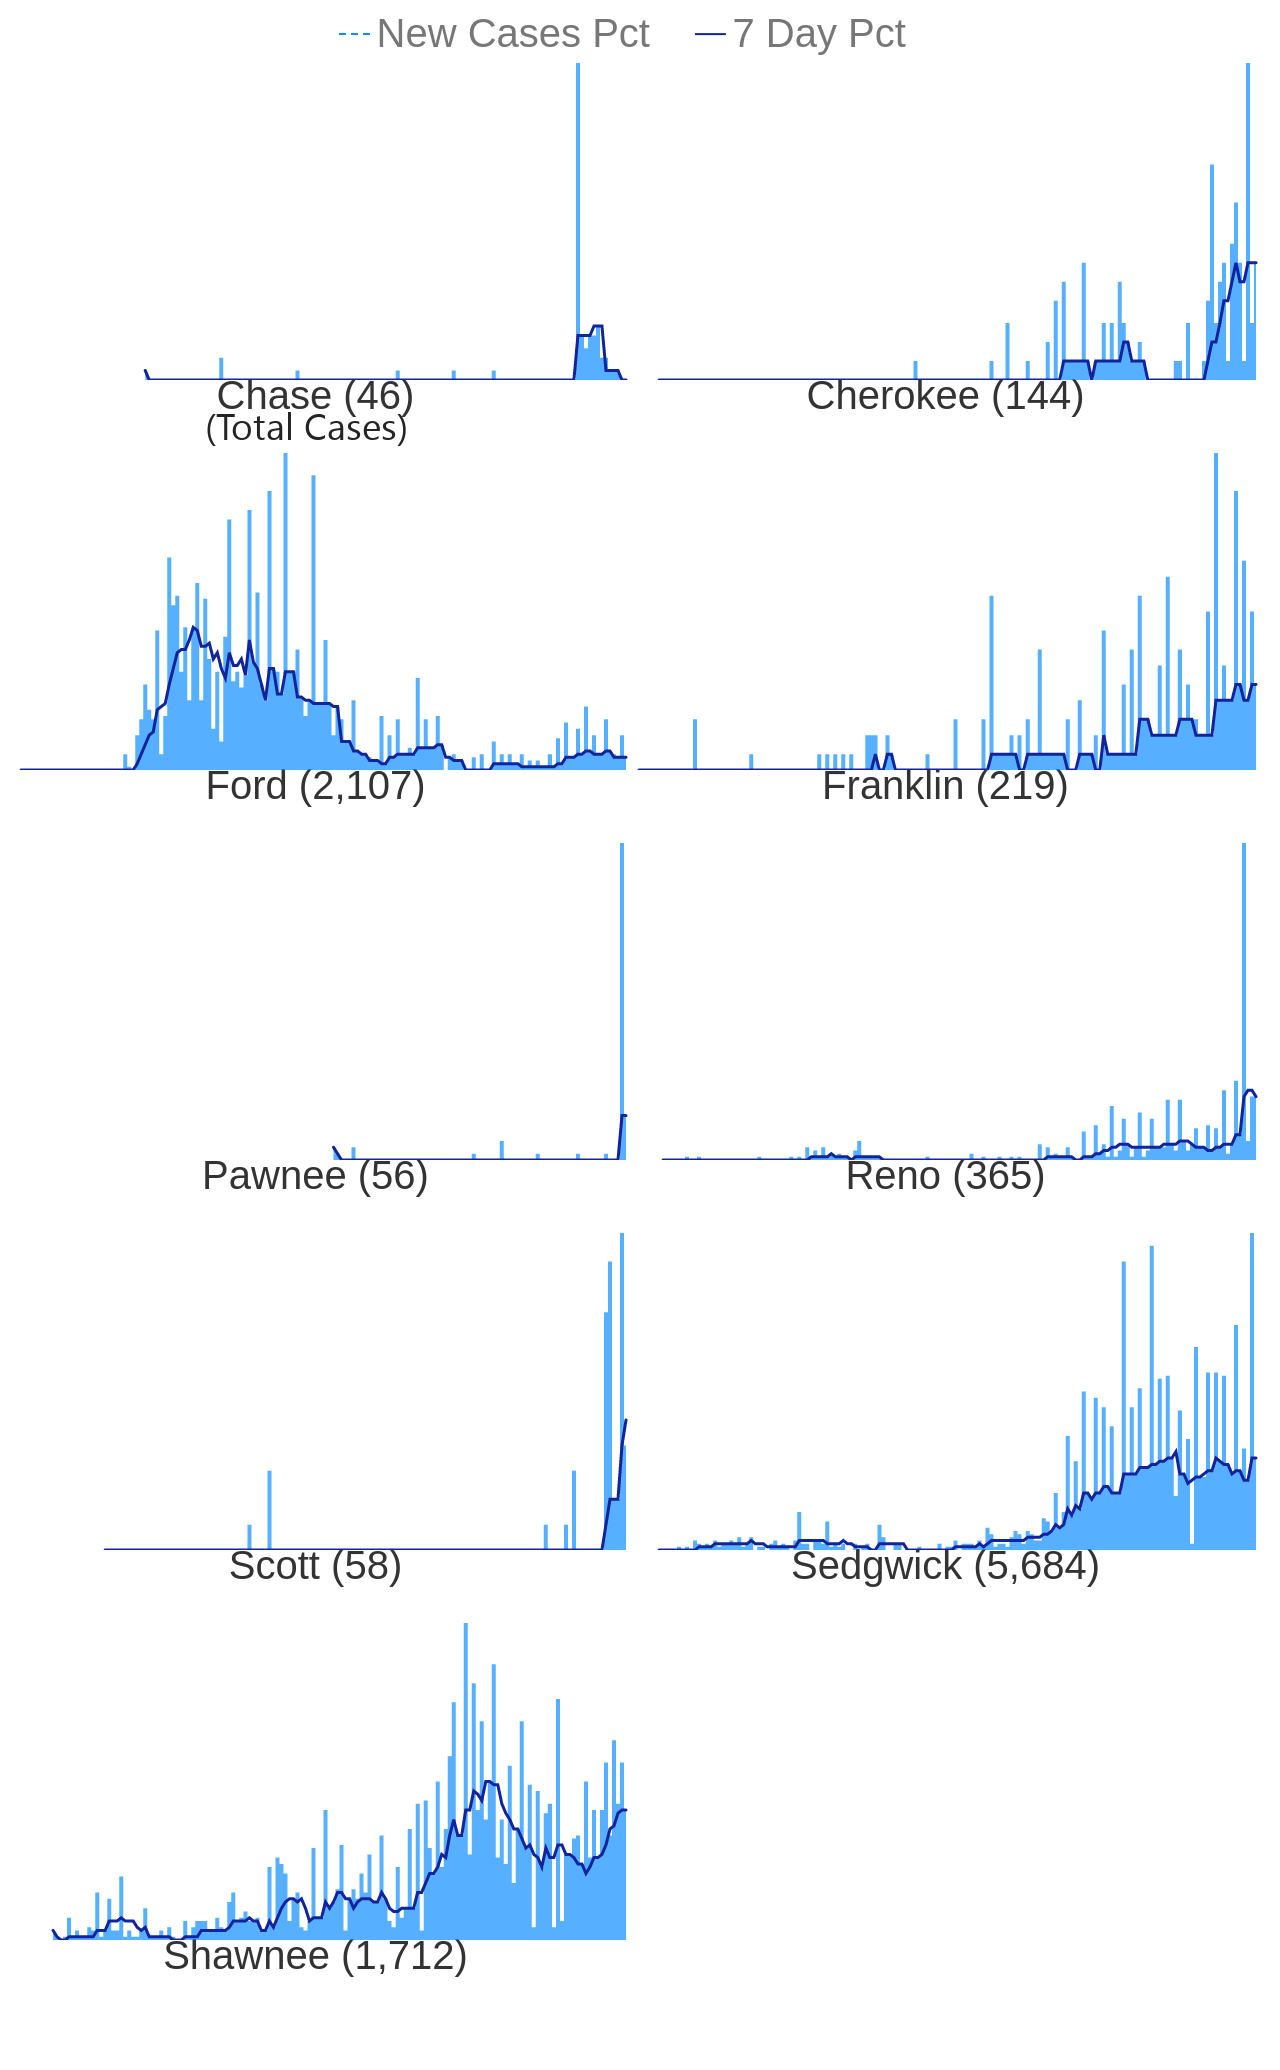 New Cases Pct 7 Day Pct
Chase (46) Cherokee (144)
(Total Cases)
Ford (2,107) Franklin (219)
Pawnee (56) Reno (365)
Scott (58) Sedgwick (5,684)
Shawnee (1,712)